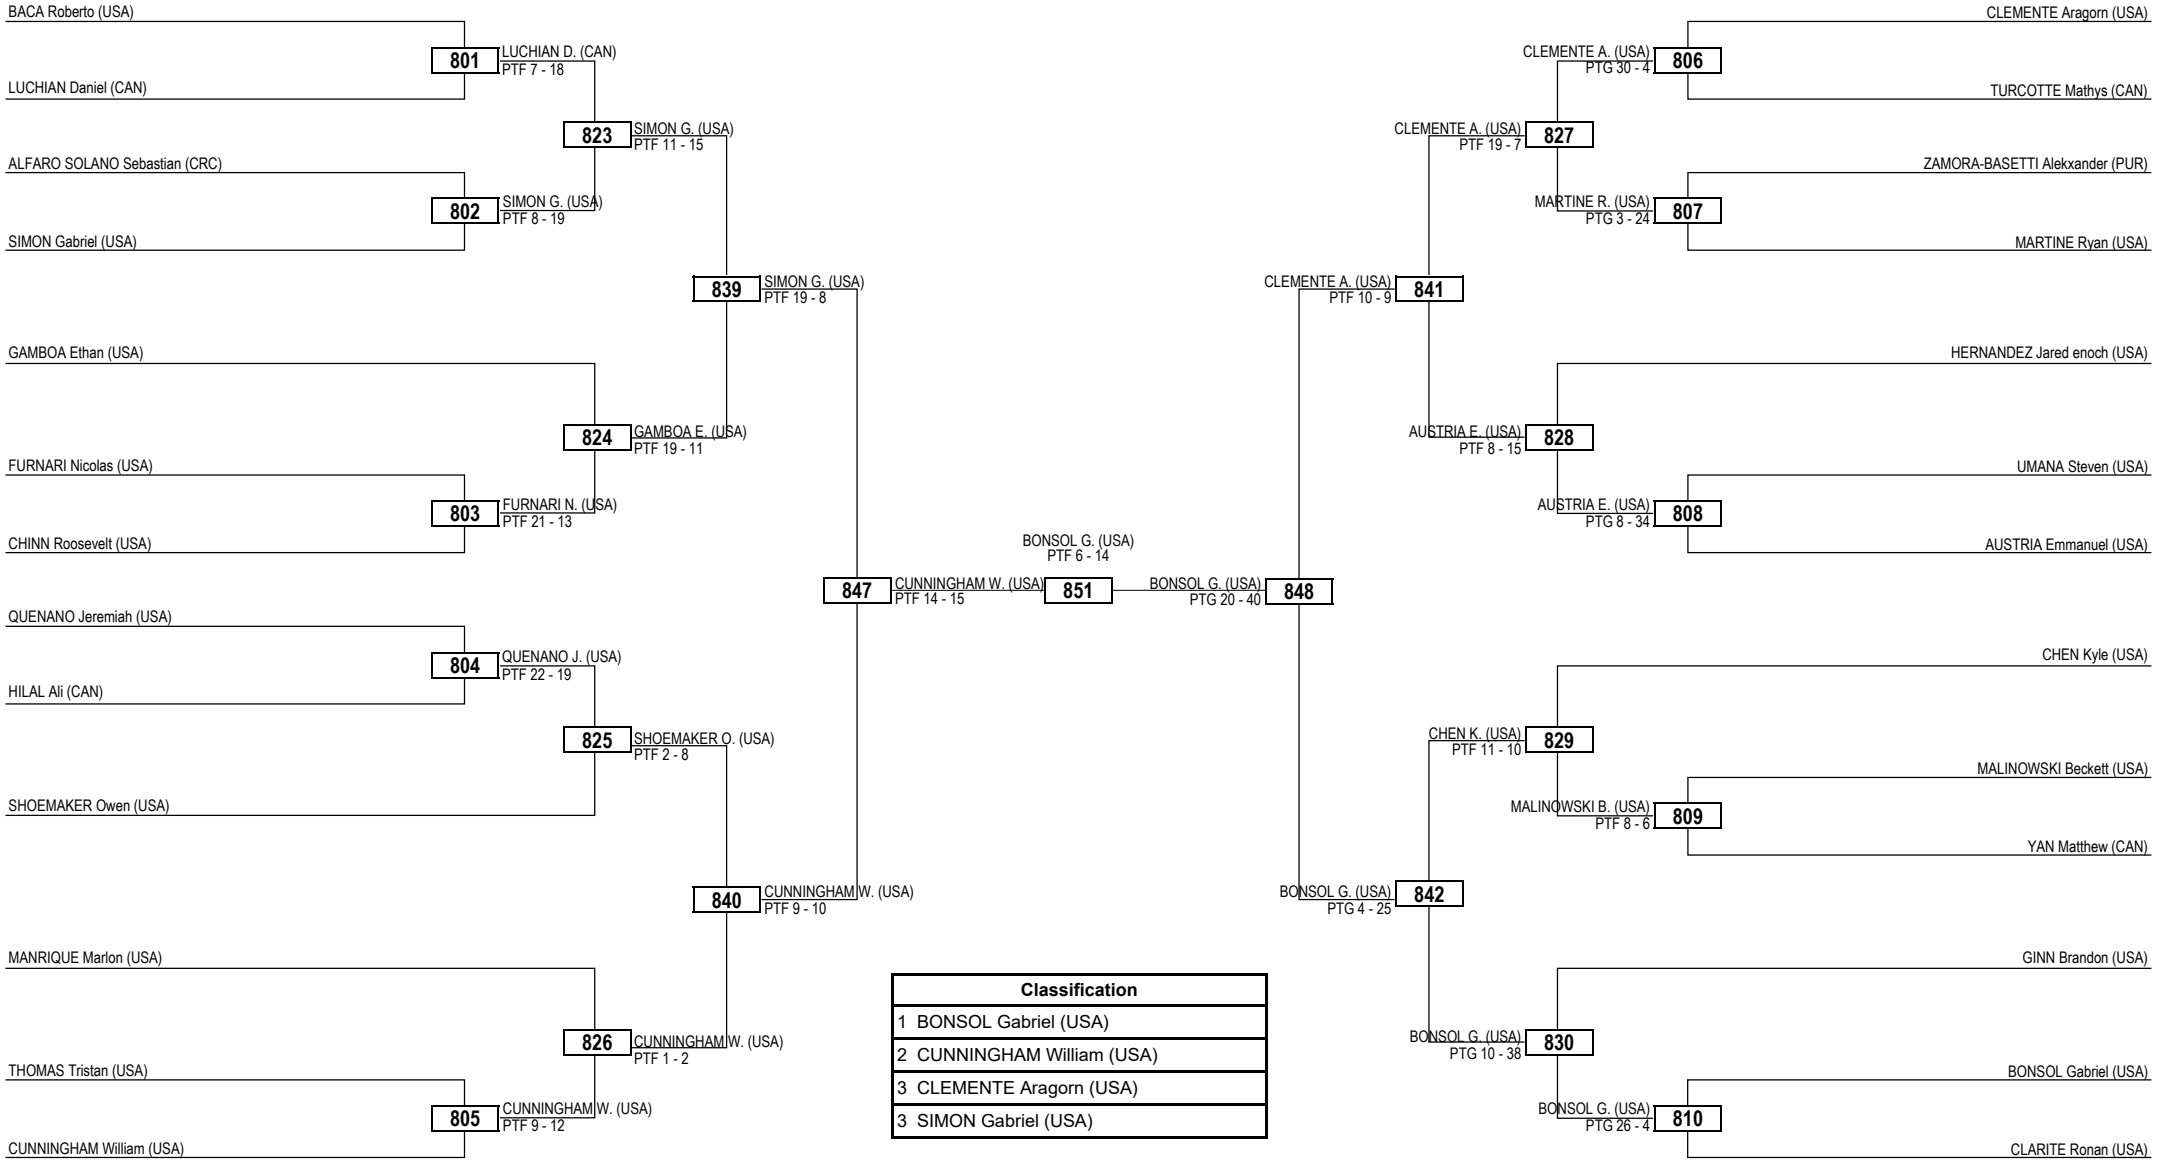 BACA Roberto (USA)
801
LUCHIAN D. (CAN)
PTF 7 - 18
LUCHIAN Daniel (CAN)
823
SIMON G. (USA)
PTF 11 - 15
ALFARO SOLANO Sebastian (CRC)
802
SIMON G. (USA)
PTF 8 - 19
SIMON Gabriel (USA)
839
SIMON G. (USA)
PTF 19 - 8
GAMBOA Ethan (USA)
824
GAMBOA E. (USA)
PTF 19 - 11
FURNARI Nicolas (USA)
803
FURNARI N. (USA)
PTF 21 - 13
CHINN Roosevelt (USA)
847
CUNNINGHAM W. (USA)
PTF 14 - 15
QUENANO Jeremiah (USA)
804
QUENANO J. (USA)
PTF 22 - 19
HILAL Ali (CAN)
825
SHOEMAKER O. (USA)
PTF 2 - 8
SHOEMAKER Owen (USA)
840
CUNNINGHAM W. (USA)
PTF 9 - 10
MANRIQUE Marlon (USA)
826
CUNNINGHAM W. (USA)
PTF 1 - 2
THOMAS Tristan (USA)
805
CUNNINGHAM W. (USA)
PTF 9 - 12
CUNNINGHAM William (USA)
BONSOL G. (USA)
PTF 6 - 14
851
CLEMENTE Aragorn (USA)
CLEMENTE A. (USA)
PTG 30 - 4
806
TURCOTTE Mathys (CAN)
CLEMENTE A. (USA)
PTF 19 - 7
827
ZAMORA-BASETTI Alekxander (PUR)
MARTINE R. (USA)
PTG 3 - 24
807
MARTINE Ryan (USA)
CLEMENTE A. (USA)
PTF 10 - 9
841
HERNANDEZ Jared enoch (USA)
AUSTRIA E. (USA)
PTF 8 - 15
828
UMANA Steven (USA)
AUSTRIA E. (USA)
PTG 8 - 34
808
AUSTRIA Emmanuel (USA)
BONSOL G. (USA)
PTG 20 - 40
848
CHEN Kyle (USA)
CHEN K. (USA)
PTF 11 - 10
829
MALINOWSKI Beckett (USA)
MALINOWSKI B. (USA)
PTF 8 - 6
809
YAN Matthew (CAN)
BONSOL G. (USA)
PTG 4 - 25
842
GINN Brandon (USA)
BONSOL G. (USA)
PTG 10 - 38
830
BONSOL Gabriel (USA)
BONSOL G. (USA)
PTG 26 - 4
810
CLARITE Ronan (USA)
Classification
1 BONSOL Gabriel (USA)
2 CUNNINGHAM William (USA)
3 CLEMENTE Aragorn (USA)
3 SIMON Gabriel (USA)